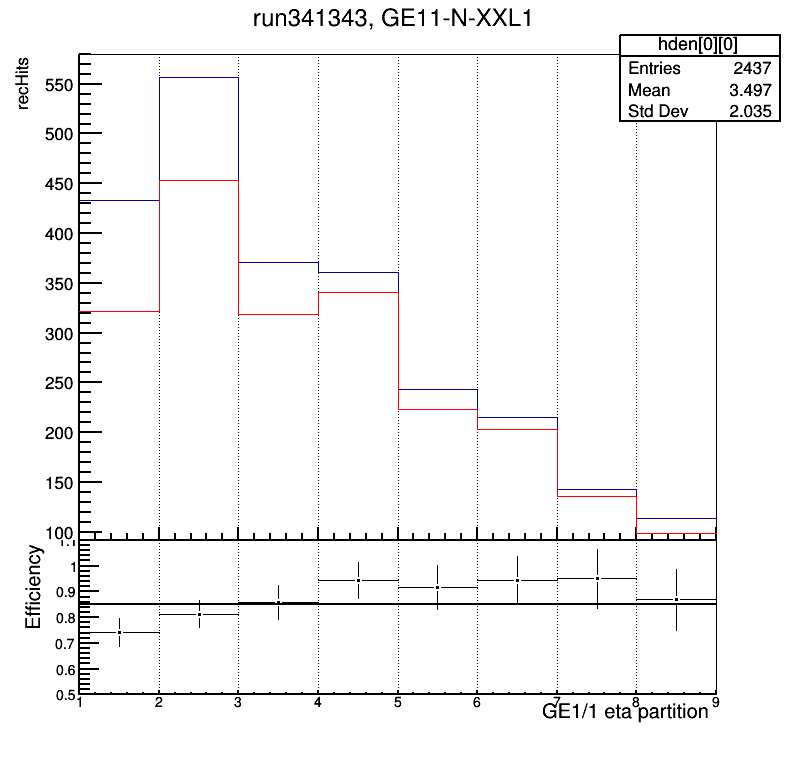 run341343, GE11-N-XXL1
hden[0][0]
Entries 2437
Mean 3.497
Std Dev 2.035
recHits
550
500
450
400
350
300
250
200
150
100
Efficiency
1.1
1
0.9
0.8
0.7
0.6
0.5
1 2 3 4 5 6 7 8 9
GE1/1 eta partition